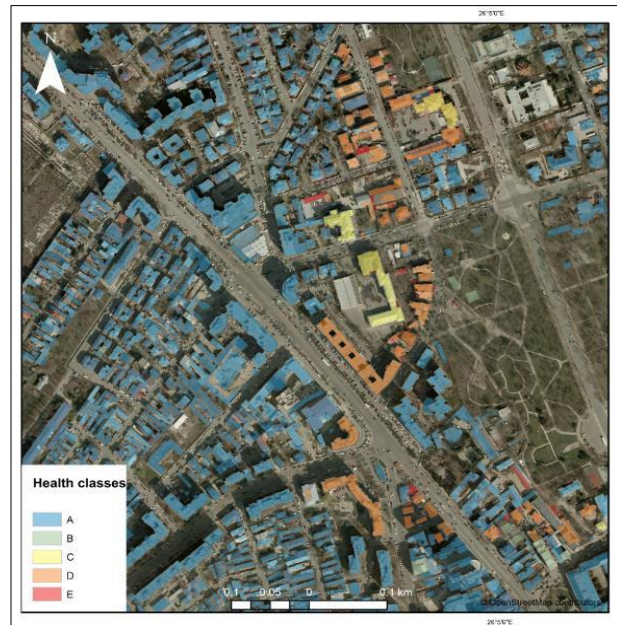 26°5'0"E
N
Health classes
A
B
C
D
E
0.1 0.05 0 0.1 km
© OpenStreetMap contributors
26°5'0"E